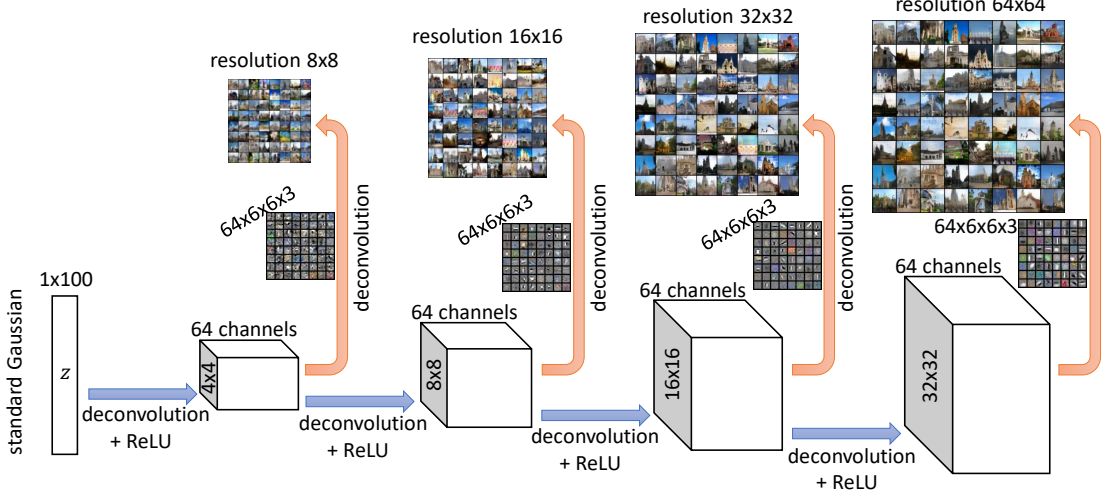 resolution 8x8
resolution 16x16
resolution 32x32
resolution 64x64
64x6x6x3
64x6x6x3
64x6x6x3
64x6x6x3
deconvolution
deconvolution
deconvolution
standard Gaussian
1x100
z
64 channels
4x4
64 channels
8x8
64 channels
16x16
64 channels
32x32
deconvolution
+ ReLU
deconvolution
+ ReLU
deconvolution
+ ReLU
deconvolution
+ ReLU